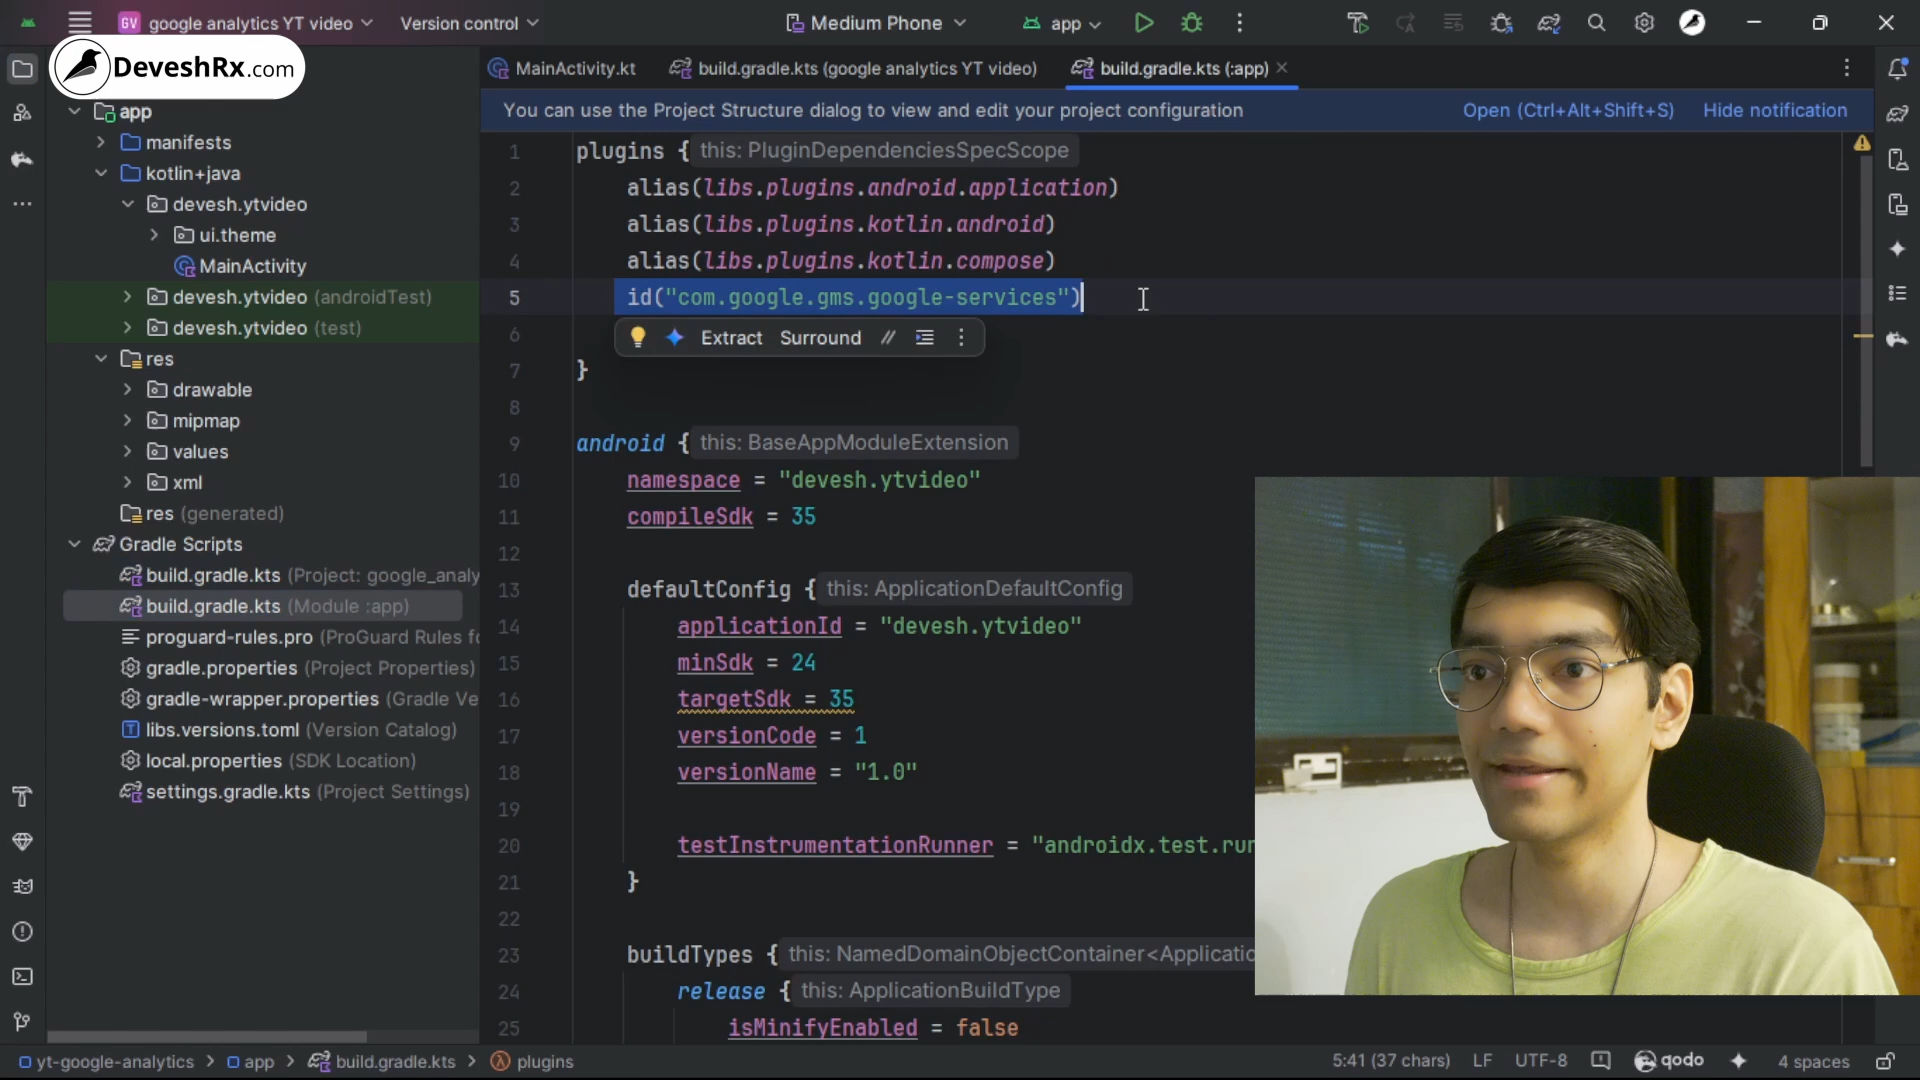 GV google analytics YT video Version control Medium Phone app
DeveshRx.com
MainActivity.kt build.gradle.kts (google analytics YT video) build.gradle.kts (:app)
You can use the Project Structure dialog to view and edit your project configuration Open (Ctrl+Alt+Shift+S) Hide notification
app
manifests
kotlin+java
devesh.ytvideo
ui.theme
MainActivity
devesh.ytvideo (androidTest)
devesh.ytvideo (test)
res
drawable
mipmap
values
xml
res (generated)
Gradle Scripts
build.gradle.kts (Project: google_analy
build.gradle.kts (Module :app)
proguard-rules.pro (ProGuard Rules fo
gradle.properties (Project Properties)
gradle-wrapper.properties (Gradle Ve
libs.versions.toml (Version Catalog)
local.properties (SDK Location)
settings.gradle.kts (Project Settings)
1 plugins { this: PluginDependenciesSpecScope
2 alias(libs.plugins.android.application)
3 alias(libs.plugins.kotlin.android)
4 alias(libs.plugins.kotlin.compose)
5 id("com.google.gms.google-services")
6
Extract Surround //
7 }
8
9 android { this: BaseAppModuleExtension
10 namespace = "devesh.ytvideo"
11 compileSdk = 35
12
13 defaultConfig { this: ApplicationDefaultConfig
14 applicationId = "devesh.ytvideo"
15 minSdk = 24
16 targetSdk = 35
17 versionCode = 1
18 versionName = "1.0"
19
20 testInstrumentationRunner = "androidx.test.run
21 }
22
23 buildTypes { this: NamedDomainObjectContainer<Applicatio
24 release { this: ApplicationBuildType
25 isMinifyEnabled = false
yt-google-analytics > app > build.gradle.kts > plugins 5:41 (37 chars) LF UTF-8 qodo 4 spaces